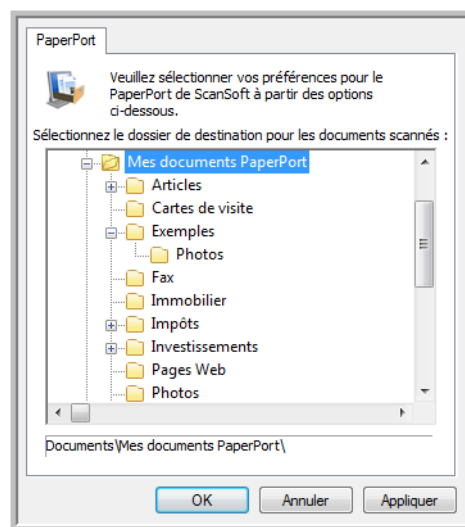 PaperPort
Veuillez sélectionner vos préférences pour le
PaperPort de ScanSoft à partir des options
ci-dessous.
Sélectionnez le dossier de destination pour les documents scannés :
Mes documents PaperPort
Articles
Cartes de visite
Exemples
Photos
Fax
Immobilier
Impôts
Investissements
Pages Web
Photos
Documents\Mes documents PaperPort\
OK Annuler Appliquer